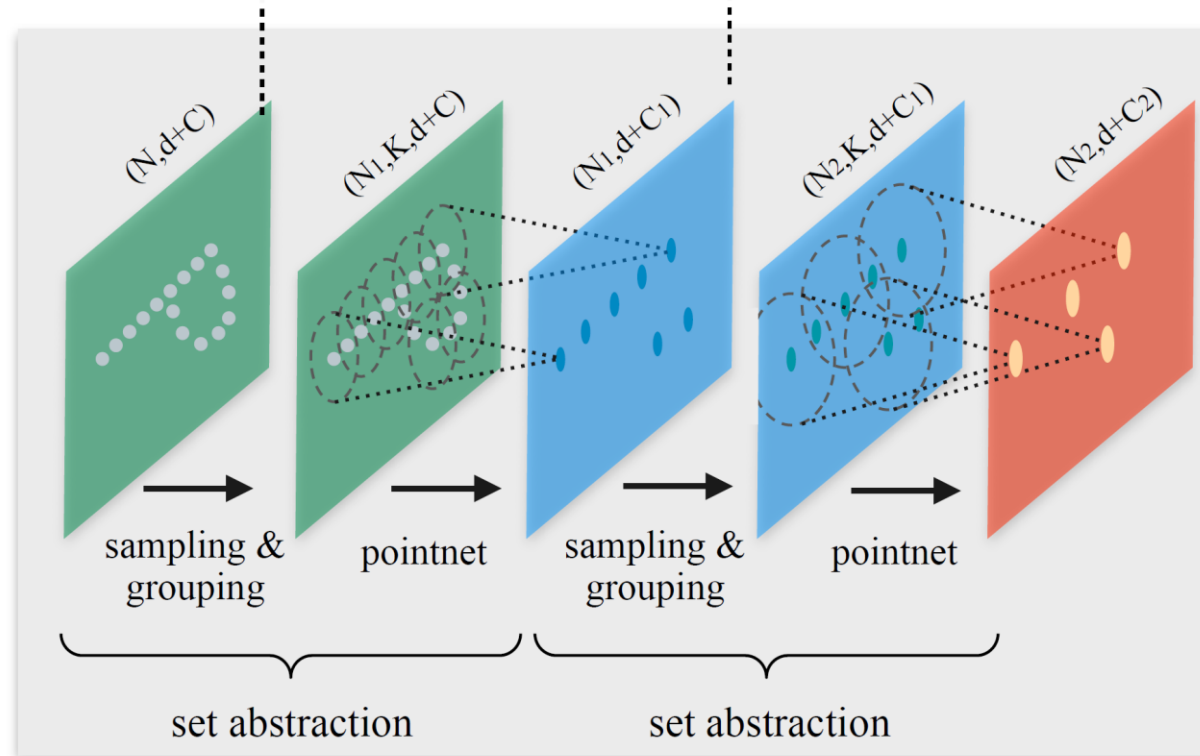 (N,d+C)
(N1,K,d+C)
(N1,d+C1)
(N2,K,d+C1)
(N2,d+C2)
sampling &
grouping
pointnet
sampling &
grouping
pointnet
set abstraction
set abstraction